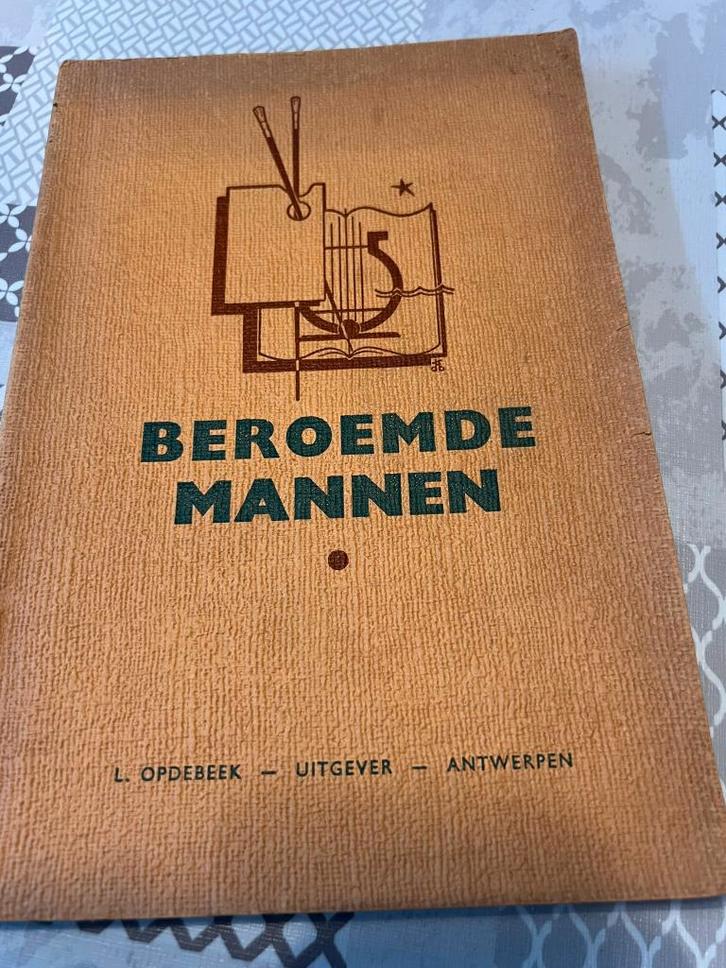 BEROEMDE
MANNEN
L. OPDEBEEK — UITGEVER — ANTWERPEN